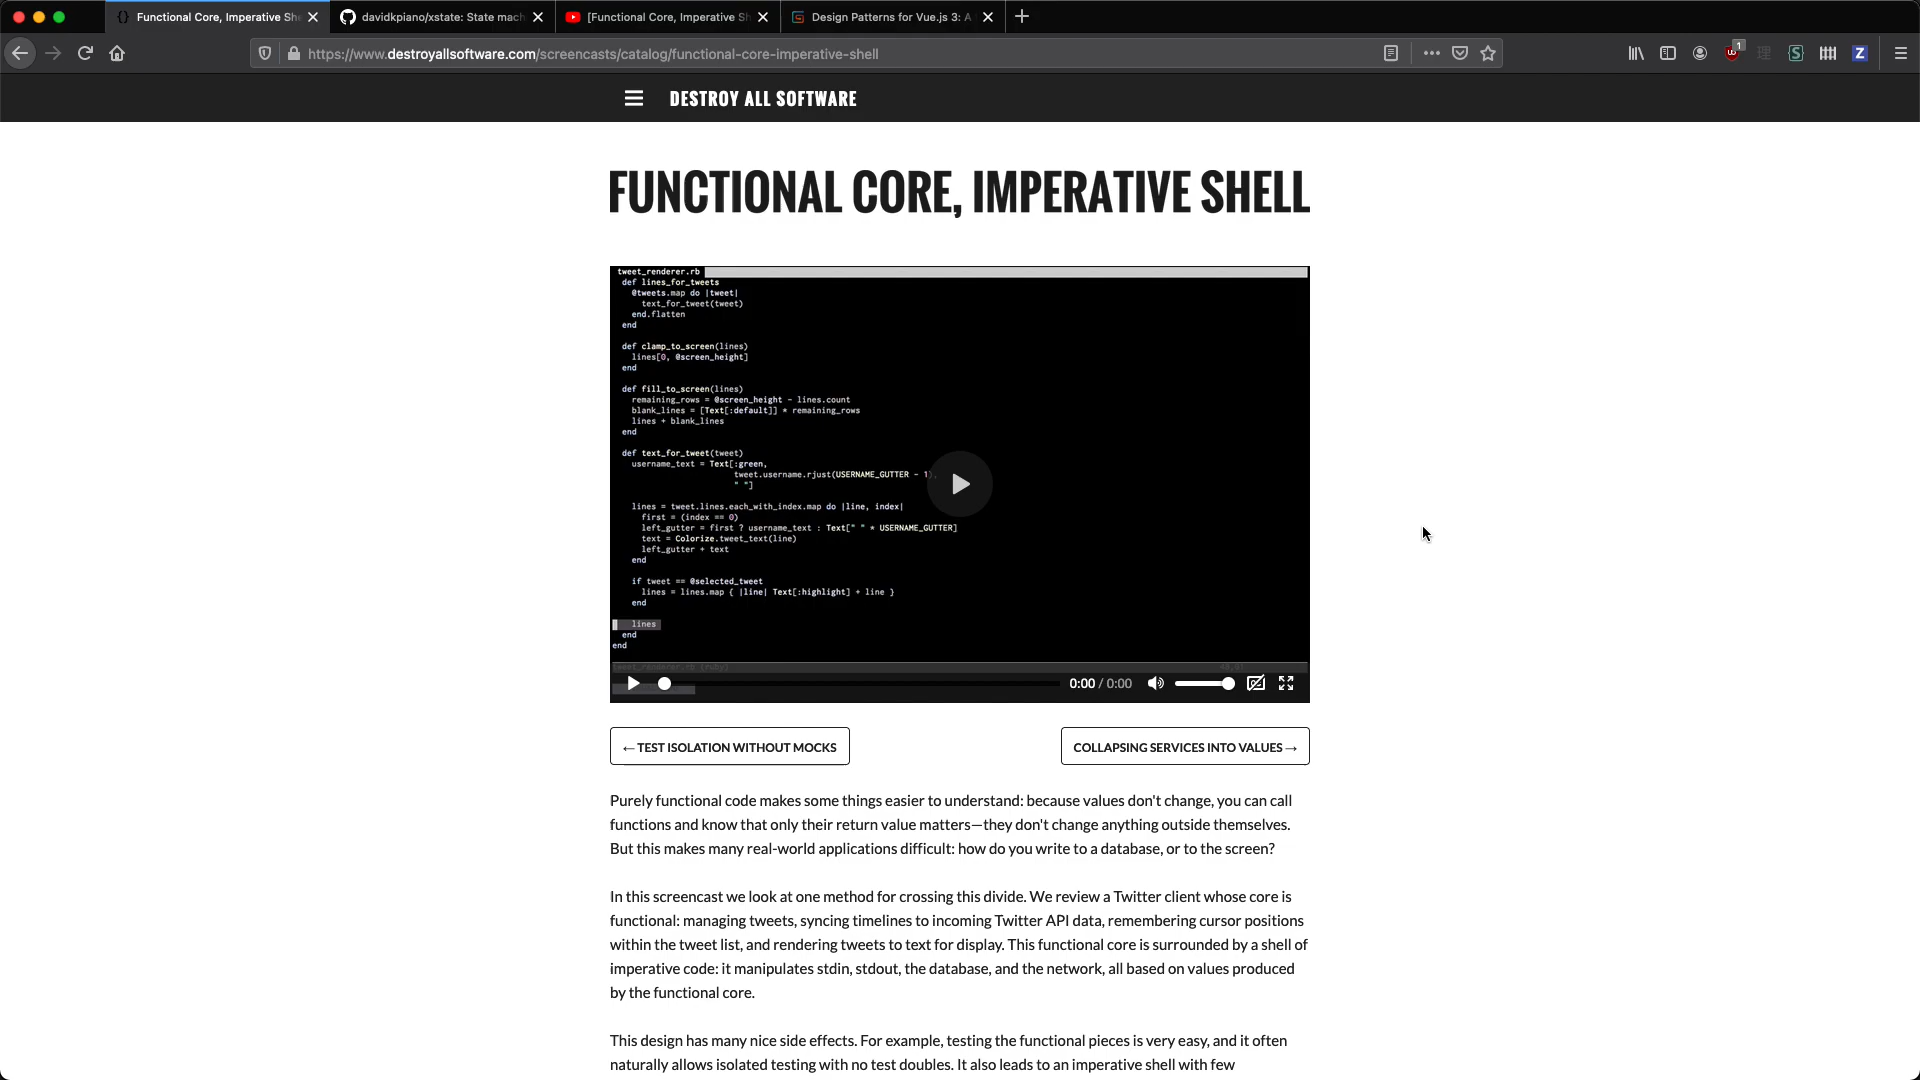 Functional Core, Imperative Sh
davidkpiano/xstate: State mach
[Functional Core, Imperative Sh
Design Patterns for Vue.js 3: A
https://www.destroyallsoftware.com/screencasts/catalog/functional-core-imperative-shell
1
DESTROY ALL SOFTWARE
FUNCTIONAL CORE, IMPERATIVE SHELL
tweet_renderer.rb
def lines_for_tweets
@tweets.map do |tweet|
text_for_tweet(tweet)
end.flatten
end
def clamp_to_screen(lines)
lines[0, @screen_height]
end
def fill_to_screen(lines)
remaining_rows = @screen_height - lines.count
blank_lines = [Text[:default]] * remaining_rows
lines + blank_lines
end
def text_for_tweet(tweet)
username_text = Text[:green,
tweet.username.rjust(USERNAME_GUTTER - 1),
" "]
lines = tweet.lines.each_with_index.map do |line, index|
first = (index == 0)
left_gutter = first ? username_text : Text[" " * USERNAME_GUTTER]
text = Colorize.tweet_text(line)
left_gutter + text
end
if tweet == @selected_tweet
lines = lines.map { |line| Text[:highlight] + line }
end
lines
end
end
tweet_renderer.rb (ruby)
0:00 / 0:00
← TEST ISOLATION WITHOUT MOCKS
COLLAPSING SERVICES INTO VALUES →
Purely functional code makes some things easier to understand: because values don't change, you can call
functions and know that only their return value matters—they don't change anything outside themselves.
But this makes many real-world applications difficult: how do you write to a database, or to the screen?
In this screencast we look at one method for crossing this divide. We review a Twitter client whose core is
functional: managing tweets, syncing timelines to incoming Twitter API data, remembering cursor positions
within the tweet list, and rendering tweets to text for display. This functional core is surrounded by a shell of
imperative code: it manipulates stdin, stdout, the database, and the network, all based on values produced
by the functional core.
This design has many nice side effects. For example, testing the functional pieces is very easy, and it often
naturally allows isolated testing with no test doubles. It also leads to an imperative shell with few